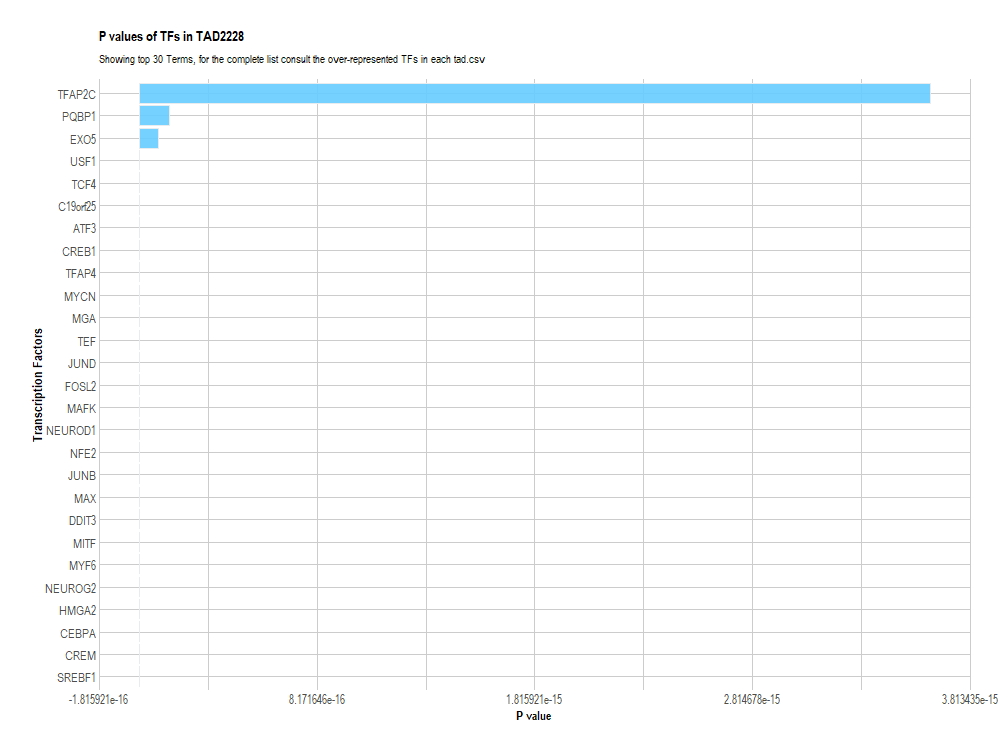 P values of TFs in TAD2228
Showing top 30 Terms, for the complete list consult the over-represented TFs in each tad.csv
Transcription Factors
TFAP2C
PQBP1
EXO5
USF1
TCF4
C19orf25
ATF3
CREB1
TFAP4
MYCN
MGA
TEF
JUND
FOSL2
MAFK
NEUROD1
NFE2
JUNB
MAX
DDIT3
MITF
MYF6
NEUROG2
HMGA2
CEBPA
CREM
SREBF1
-1.815921e-16 8.171646e-16 1.815921e-15 2.814678e-15 3.813435e-15
P value